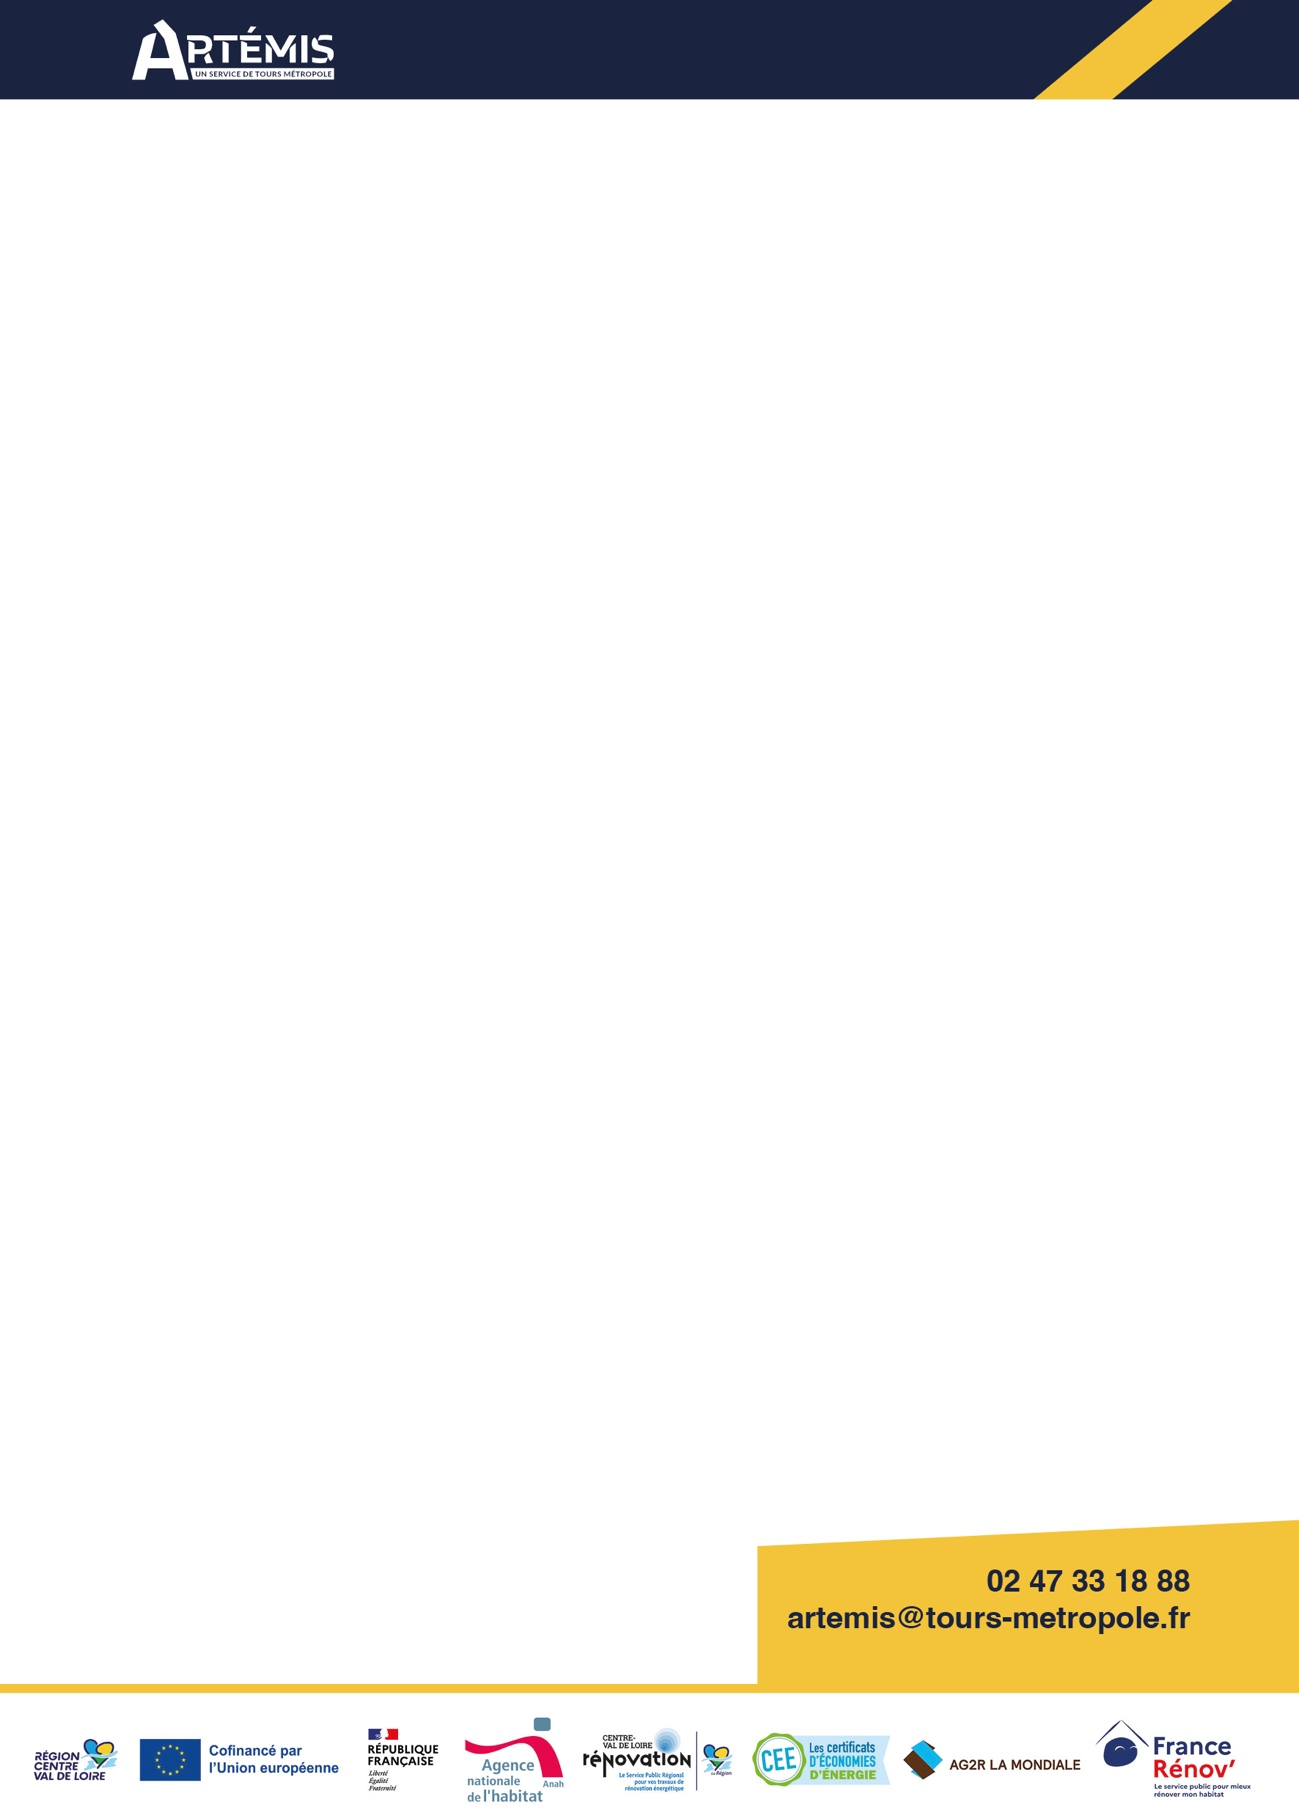 ARTÉMIS
UN SERVICE DE TOURS MÉTROPOLE
02 47 33 18 88
artemis@tours-metropole.fr
RÉGION
CENTRE
VAL DE LOIRE
Cofinancé par
l'Union européenne
RÉPUBLIQUE
FRANÇAISE
Liberté
Égalité
Fraternité
Agence
nationale
de l'habitat
Anah
CENTRE-
VAL DE LOIRE
rénovation
Le Service Public Régional
pour vos travaux de
rénovation énergétique
la Région
CEE
Les certificats
D'ÉCONOMIES
D'ÉNERGIE
AG2R LA MONDIALE
France
Rénov'
Le service public pour mieux
rénover mon habitat